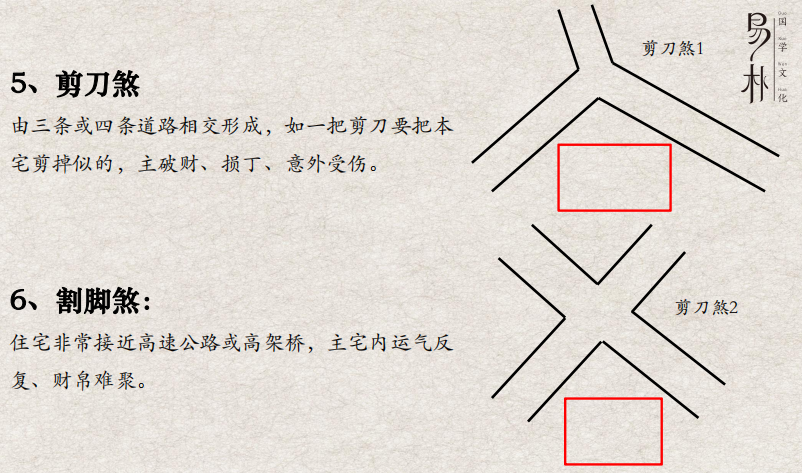 5、剪刀煞
由三条或四条道路相交形成，如一把剪刀要把本
宅剪掉似的，主破财、损丁、意外受伤。
6、割脚煞：
住宅非常接近高速公路或高架桥，主宅内运气反
复、财帛难聚。
剪刀煞1
剪刀煞2
易朴
国学文化